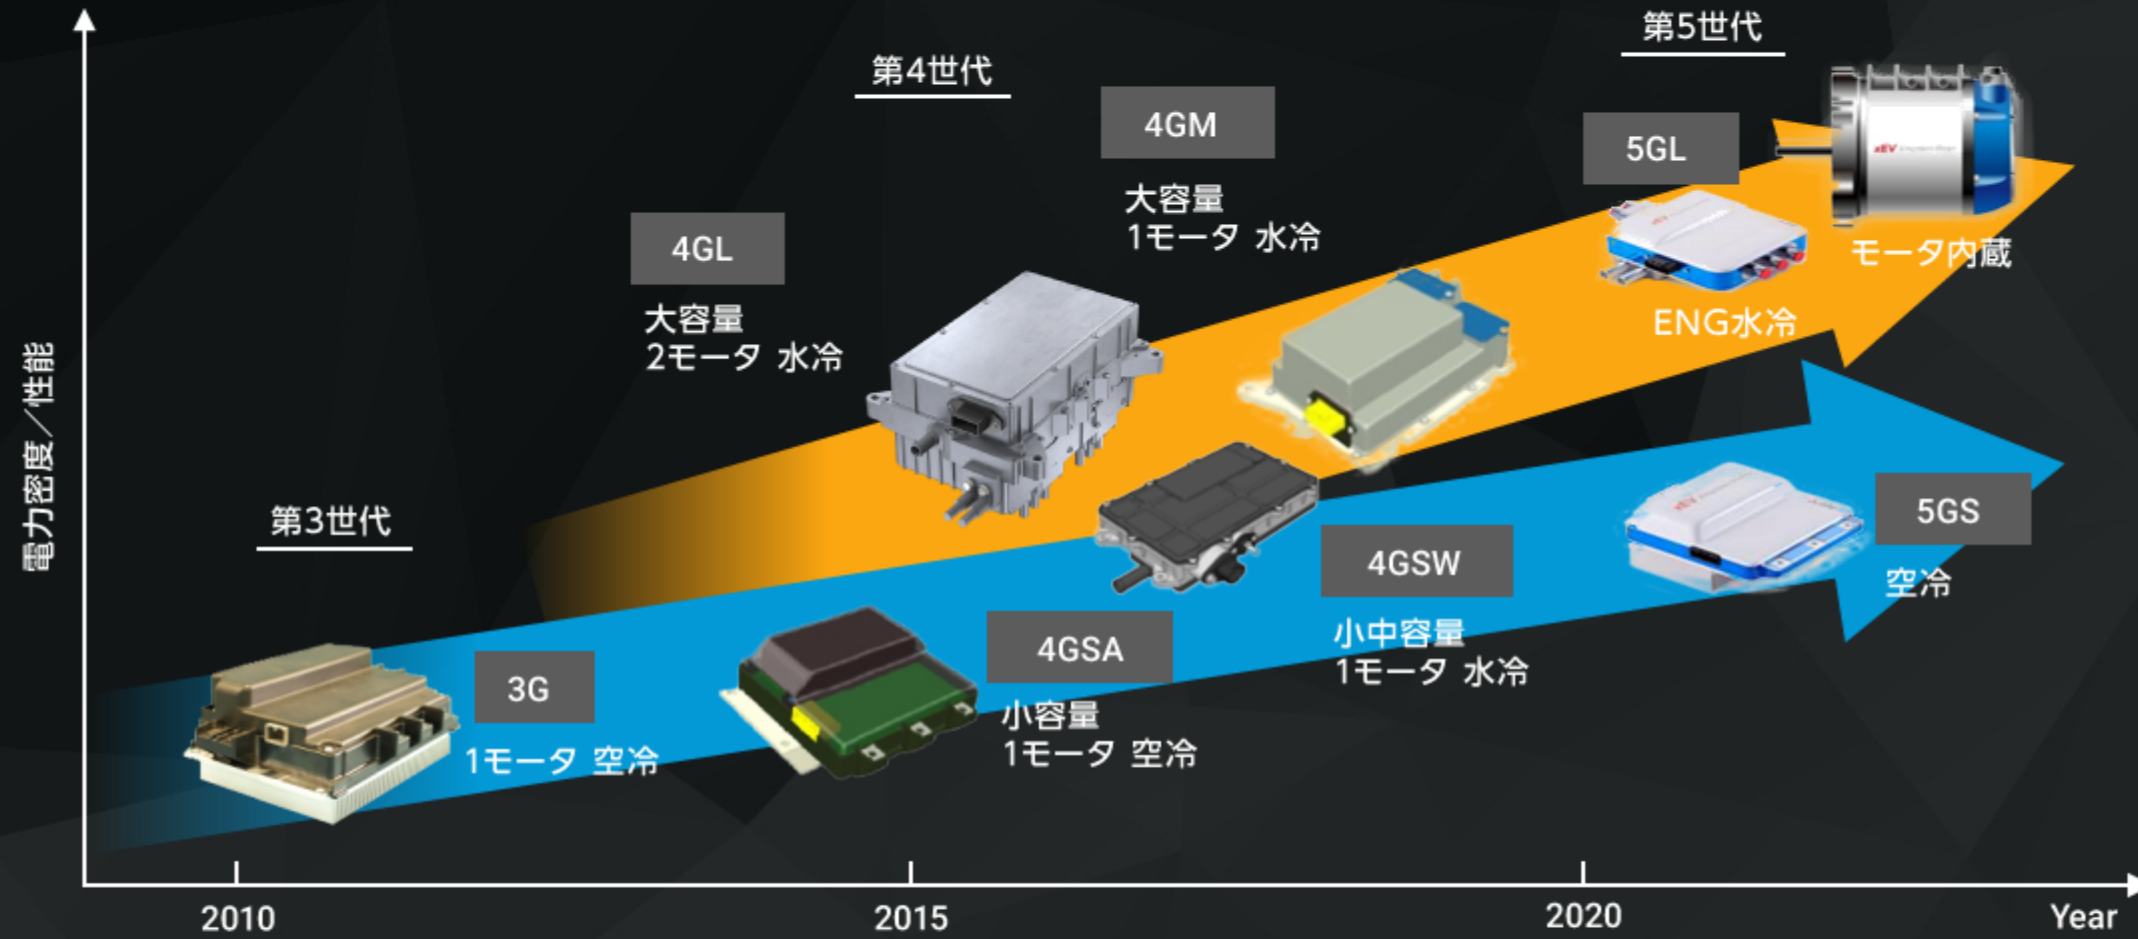 第5世代
第4世代
4GM
大容量
1モータ 水冷
5GL
ENG水冷
xEV
モータ内蔵
4GL
大容量
2モータ 水冷
電力密度/性能
第3世代
3G
1モータ 空冷
4GSA
小容量
1モータ 空冷
4GSW
小中容量
1モータ 水冷
5GS
空冷
xEV
2010
2015
2020
Year